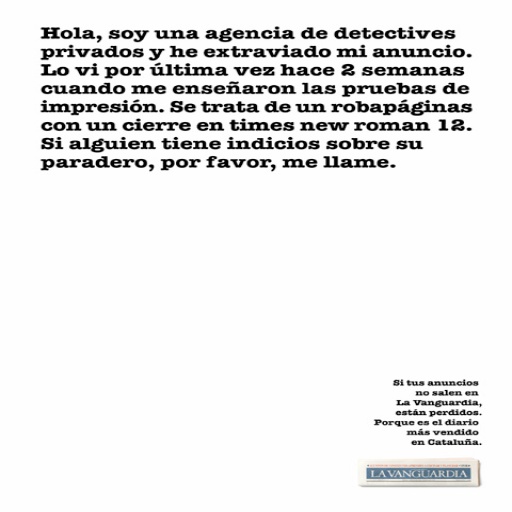 Hola, soy una agencia de detectives
privados y he extraviado mi anuncio.
Lo vi por última vez hace 2 semanas
cuando me enseñaron las pruebas de
impresión. Se trata de un robapáginas
con un cierre en times new roman 12.
Si alguien tiene indicios sobre su
paradero, por favor, me llame.
Si tus anuncios
no salen en
La Vanguardia,
están perdidos.
Porque es el diario
más vendido
en Cataluña.
LA VANGUARDIA